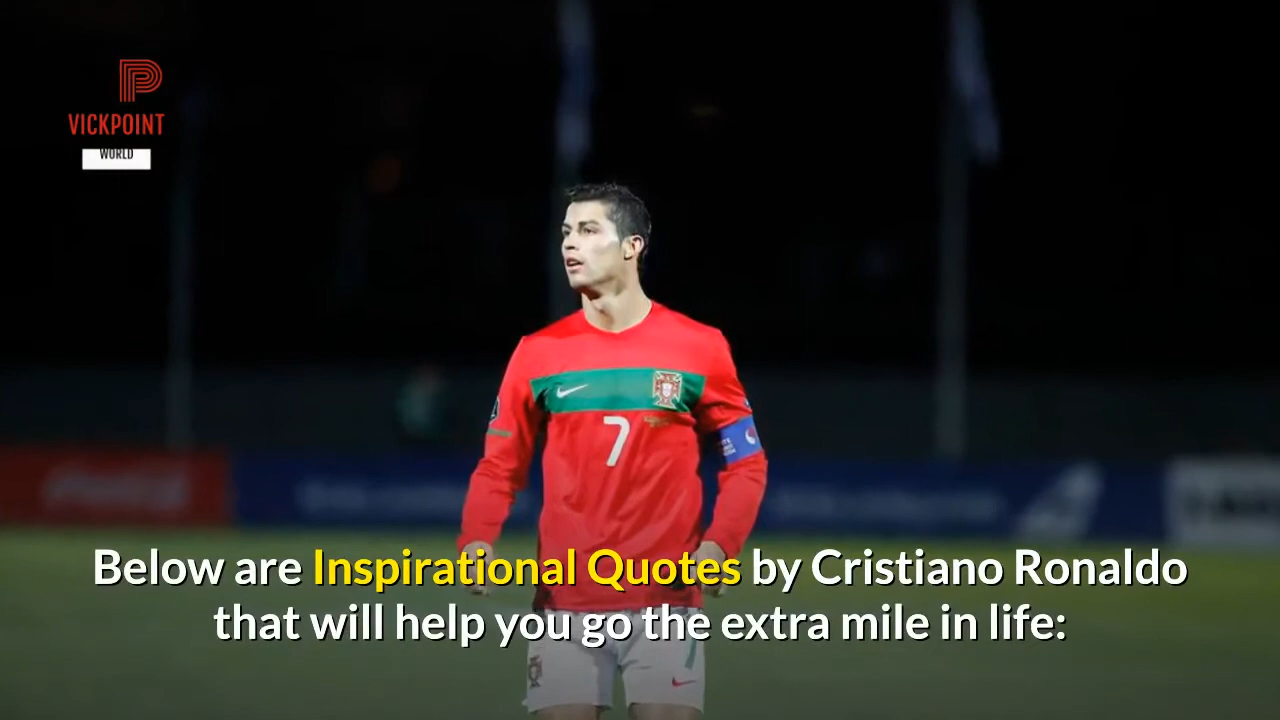 VICKPOINT
WORLD
7
Below are Inspirational Quotes by Cristiano Ronaldo
that will help you go the extra mile in life:
7